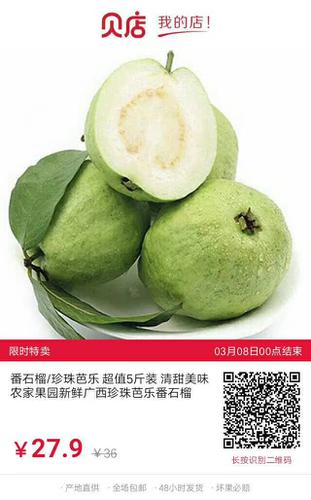 贝店 我的店！
限时特卖 03月08日00点结束
番石榴/珍珠芭乐 超值5斤装 清甜美味
农家果园新鲜广西珍珠芭乐番石榴
￥27.9 ￥36
长按识别二维码
· 产地直供 · 全场包邮 · 48小时发货 · 坏果必赔